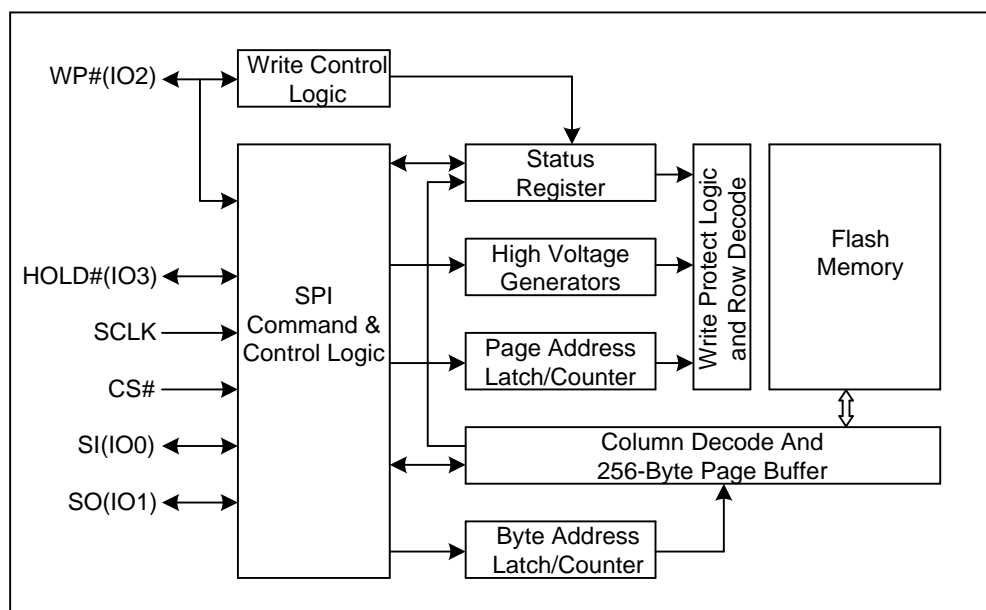 WP#(IO2)
Write Control
Logic
HOLD#(IO3)
SCLK
CS#
SI(IO0)
SO(IO1)
SPI
Command &
Control Logic
Status
Register
High Voltage
Generators
Page Address
Latch/Counter
Write Protect Logic
and Row Decode
Flash
Memory
Column Decode And
256-Byte Page Buffer
Byte Address
Latch/Counter